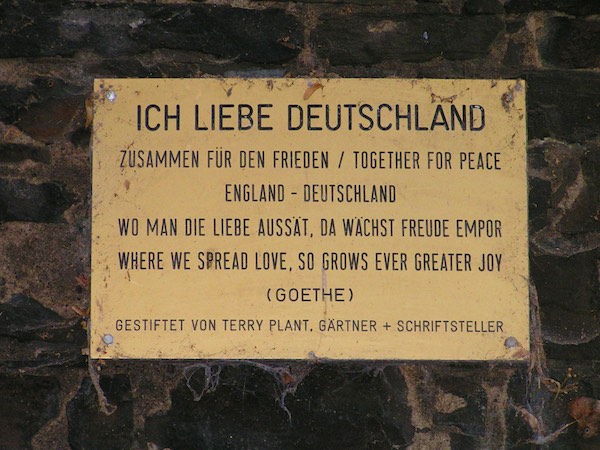 ICH LIEBE DEUTSCHLAND
ZUSAMMEN FÜR DEN FRIEDEN / TOGETHER FOR PEACE
ENGLAND - DEUTSCHLAND
WO MAN DIE LIEBE AUSSÄT, DA WÄCHST FREUDE EMPOR
WHERE WE SPREAD LOVE, SO GROWS EVER GREATER JOY
(GOETHE)
GESTIFTET VON TERRY PLANT, GÄRTNER + SCHRIFTSTELLER